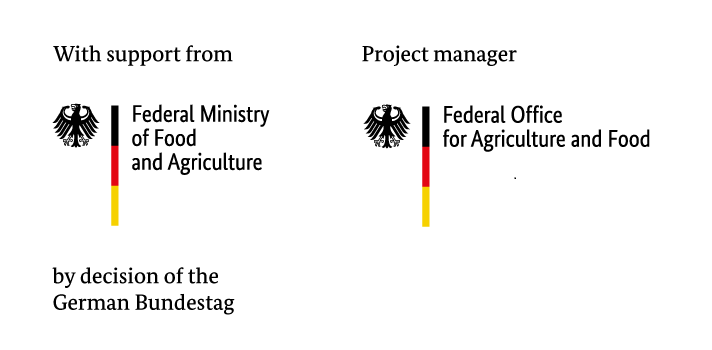 With support from
Federal Ministry
of Food
and Agriculture
by decision of the
German Bundestag
Project manager
Federal Office
for Agriculture and Food